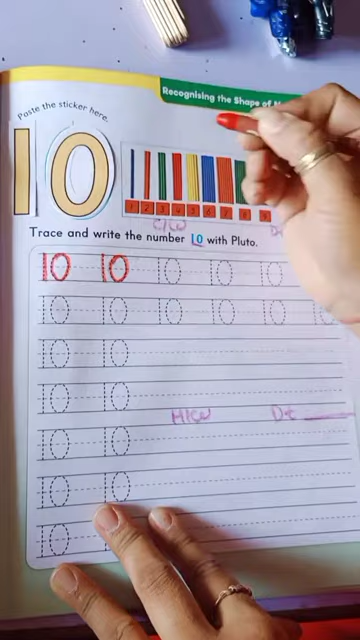 Recognising the Shape of
Paste the sticker here.
10
1 2 3 4 5 6 7 8 9
C/W
Trace and write the number 10 with Pluto.
10 10 10 10 10
10 10 10 10 10 10
10 10
10 10
H/W Dt
10 10
10 10
10